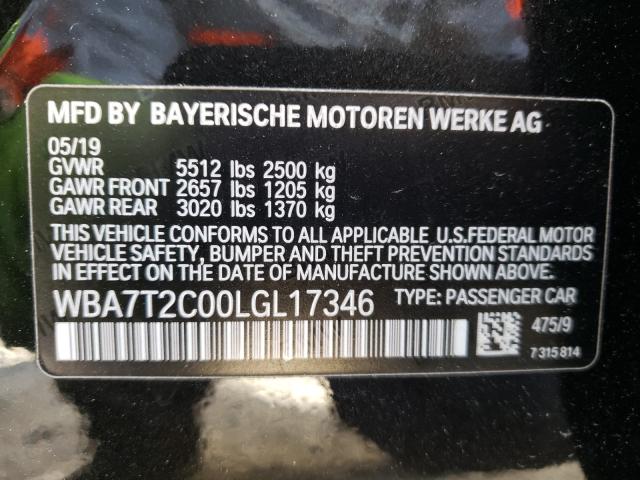 MFD BY BAYERISCHE MOTOREN WERKE AG
05/19
GVWR 5512 lbs 2500 kg
GAWR FRONT 2657 lbs 1205 kg
GAWR REAR 3020 lbs 1370 kg
THIS VEHICLE CONFORMS TO ALL APPLICABLE U.S.FEDERAL MOTOR
VEHICLE SAFETY, BUMPER AND THEFT PREVENTION STANDARDS
IN EFFECT ON THE DATE OF MANUFACTURE SHOWN ABOVE.
WBA7T2C00LGL17346 TYPE: PASSENGER CAR
475/9
7 315 814